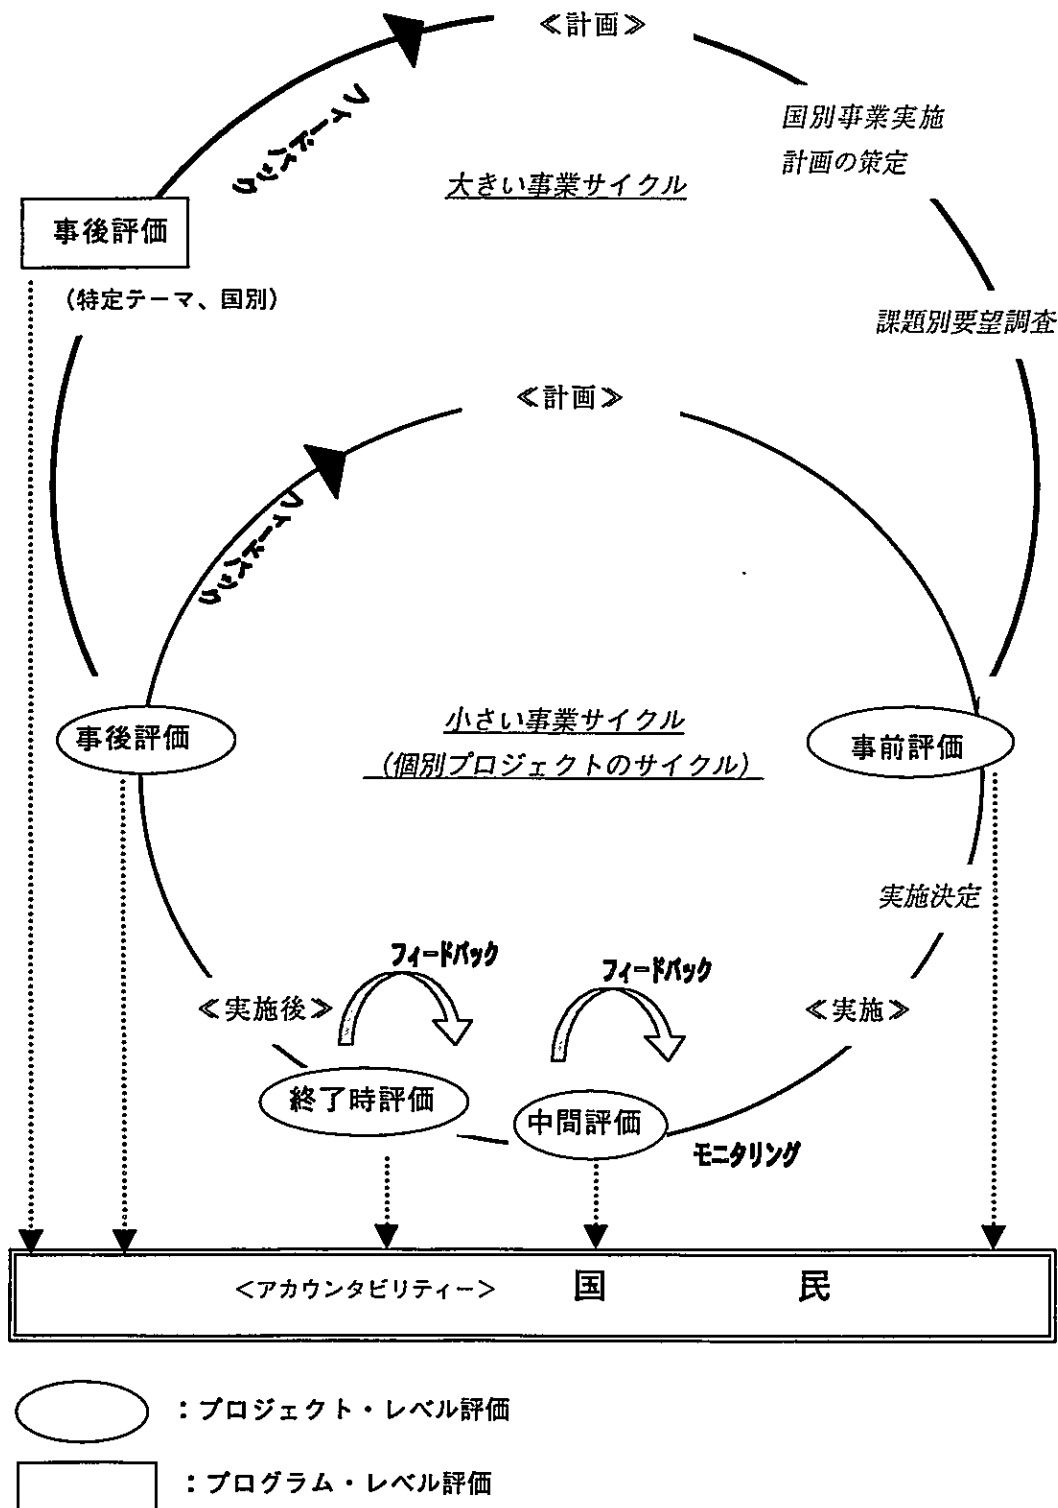 ≪計画≫
フィードバック
国別事業実施
計画の策定
大きい事業サイクル
事後評価
(特定テーマ、国別)
課題別要望調査
≪計画≫
フィードバック
小さい事業サイクル
(個別プロジェクトのサイクル)
事後評価
事前評価
実施決定
フィードバック
フィードバック
≪実施後≫
≪実施≫
終了時評価
中間評価
モニタリング
<アカウンタビリティー> 国 民
:プロジェクト・レベル評価
:プログラム・レベル評価